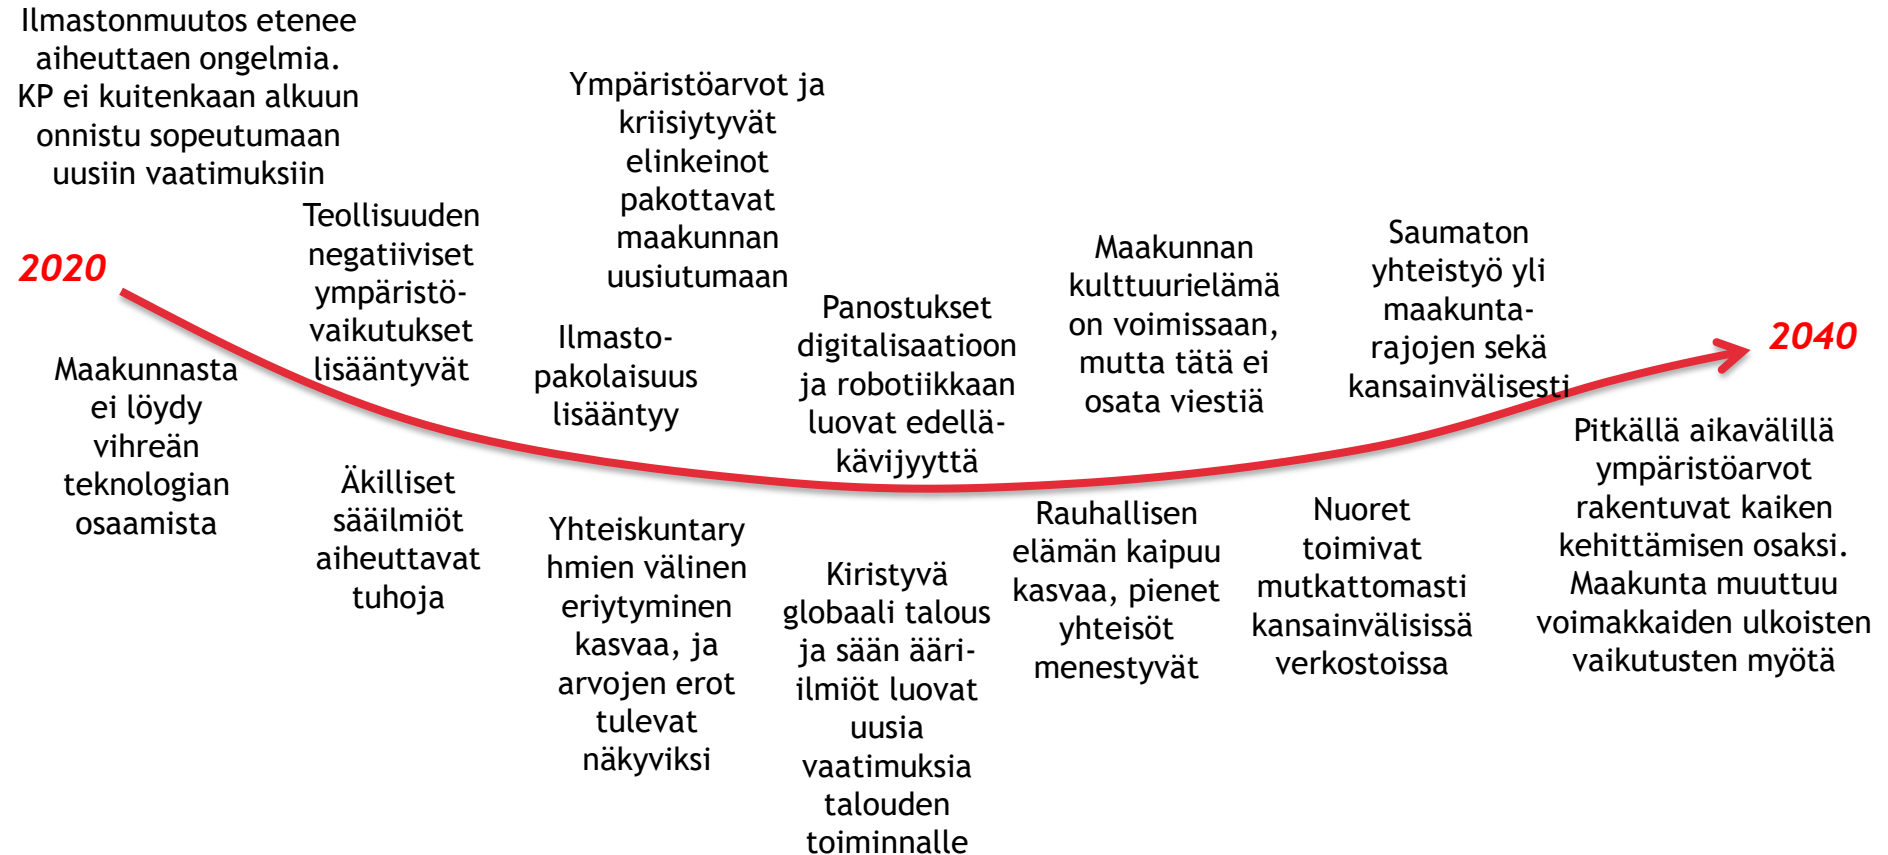 Ilmastonmuutos etenee
aiheuttaen ongelmia.
KP ei kuitenkaan alkuun
onnistu sopeutumaan
uusiin vaatimuksiin
2020
Maakunnasta
ei löydy
vihreän
teknologian
osaamista
Teollisuuden
negatiiviset
ympäristö-
vaikutukset
lisääntyvät
Äkilliset
sääilmiöt
aiheuttavat
tuhoja
Ympäristöarvot ja
kriisiytyvät
elinkeinot
pakottavat
maakunnan
uusiutumaan
Ilmasto-
pakolaisuus
lisääntyy
Yhteiskuntary
hmien välinen
eriytyminen
kasvaa, ja
arvojen erot
tulevat
näkyviksi
Panostukset
digitalisaatioon
ja robotiikkaan
luovat edellä-
kävijyyttä
Kiristyvä
globaali talous
ja sään ääri-
ilmiöt luovat
uusia
vaatimuksia
talouden
toiminnalle
Maakunnan
kulttuurielämä
on voimissaan,
mutta tätä ei
osata viestiä
Rauhallisen
elämän kaipuu
kasvaa, pienet
yhteisöt
menestyvät
Saumaton
yhteistyö yli
maakunta-
rajojen sekä
kansainvälisesti
Nuoret
toimivat
mutkattomasti
kansainvälisissä
verkostoissa
2040
Pitkällä aikavälillä
ympäristöarvot
rakentuvat kaiken
kehittämisen osaksi.
Maakunta muuttuu
voimakkaiden ulkoisten
vaikutusten myötä